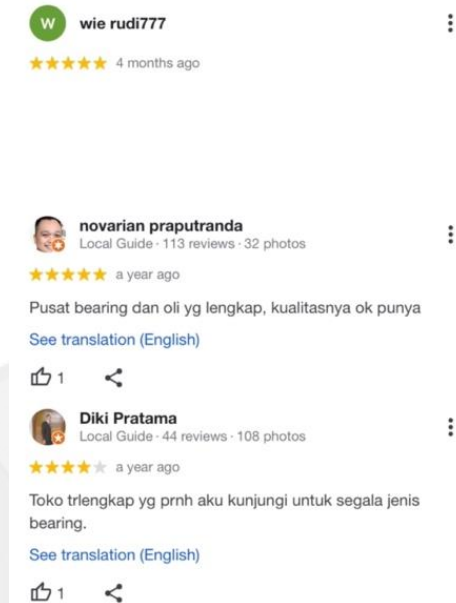 W
wie rudi777
4 months ago
novarian praputranda
Local Guide · 113 reviews · 32 photos
a year ago
Pusat bearing dan oli yg lengkap, kualitasnya ok punya
See translation (English)
1
Diki Pratama
Local Guide · 44 reviews · 108 photos
a year ago
Toko trlengkap yg prnh aku kunjungi untuk segala jenis
bearing.
See translation (English)
1